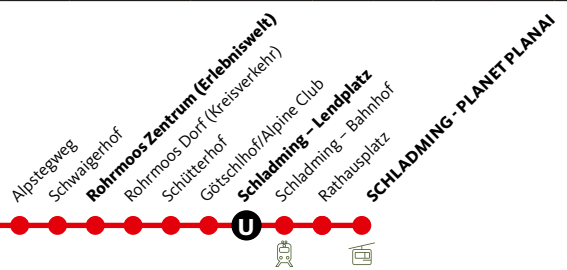 Alpstegweg
Schwaigerhof
Rohrmoos Zentrum (Erlebniswelt)
Rohrmoos Dorf (Kreisverkehr)
Schütterhof
Götschlhof/Alpine Club
Schladming – Lendplatz
Schladming – Bahnhof
Rathausplatz
SCHLADMING - PLANET PLANAI
U